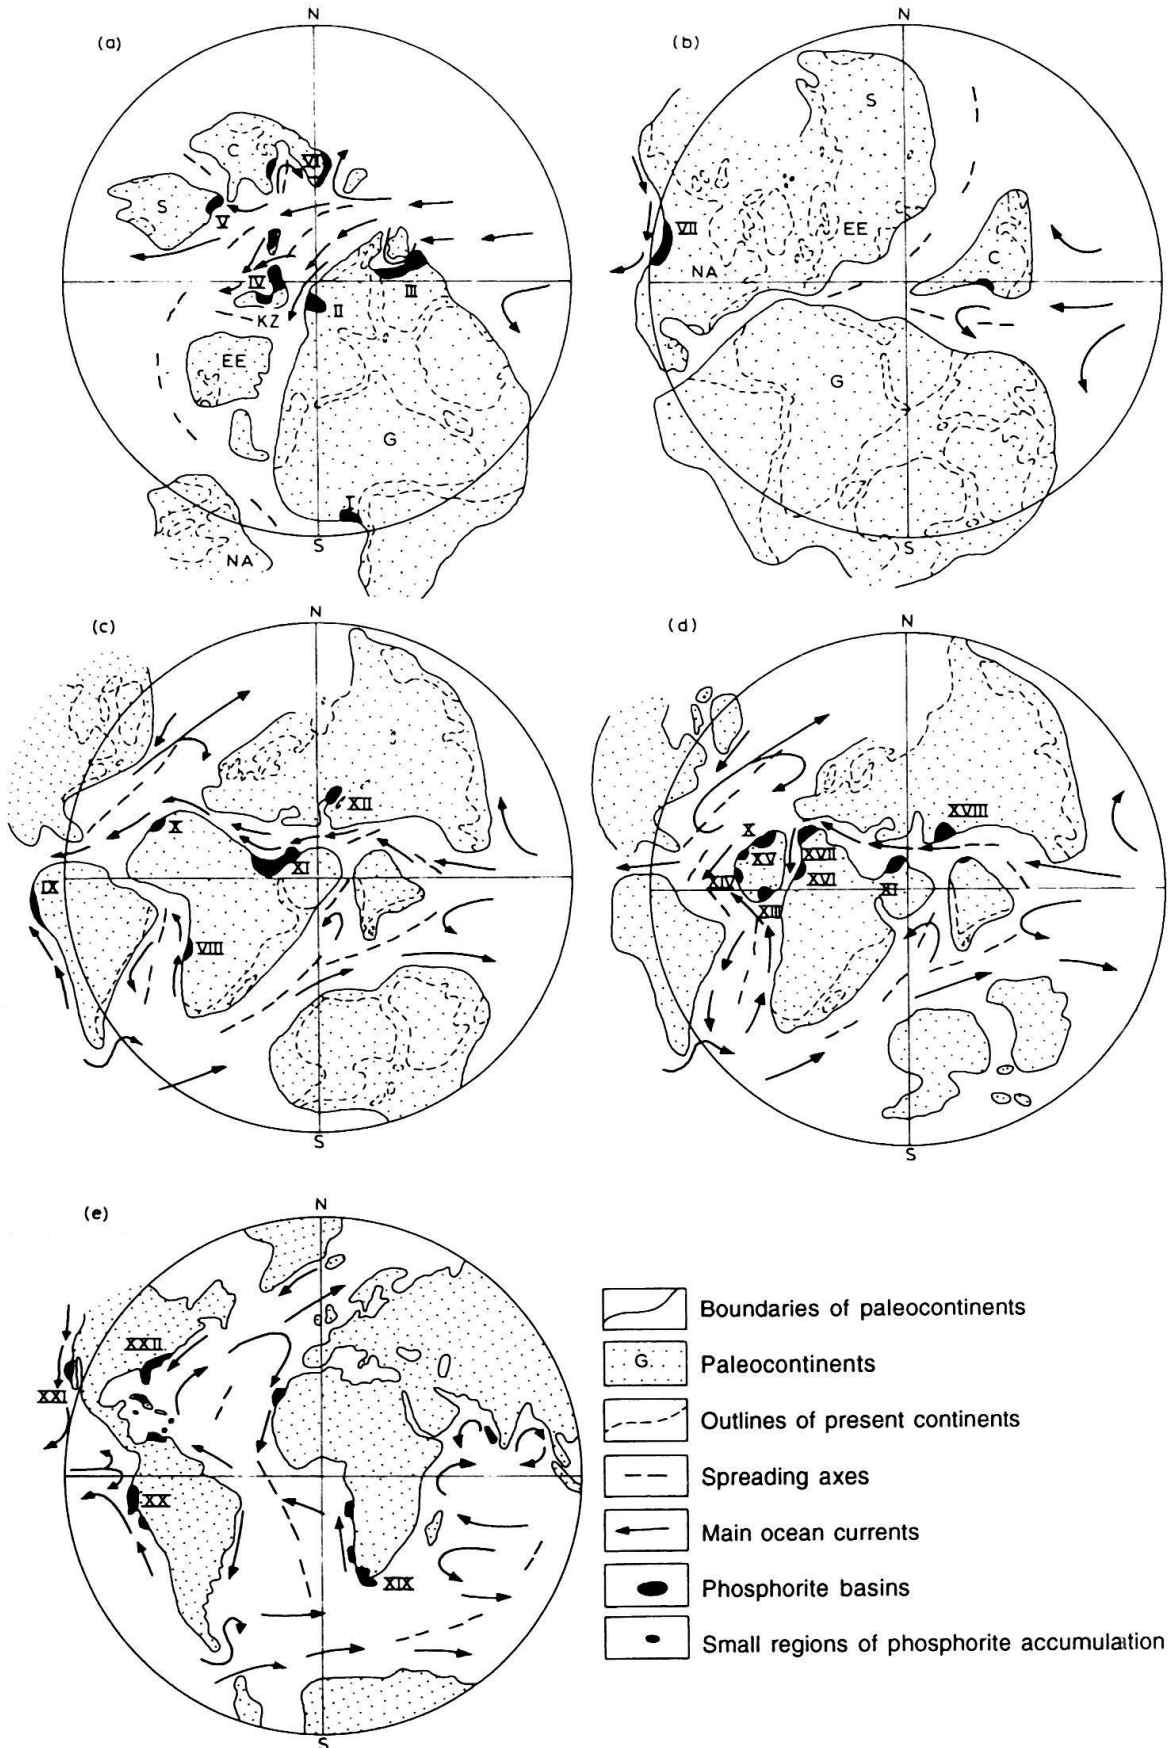 (a)
N
C
VI
S
V
IV
III
KZ
II
EE
G
I
NA
S
(b)
N
S
VII
EE
C
NA
G
S
(c)
N
XII
X
XI
IX
VIII
S
(d)
N
XVIII
X
XV
XVII
XIV
XVI
XI
XIII
S
(e)
N
XXII
XXI
XX
XIX
S
Boundaries of paleocontinents
G
Paleocontinents
Outlines of present continents
Spreading axes
Main ocean currents
Phosphorite basins
Small regions of phosphorite accumulation